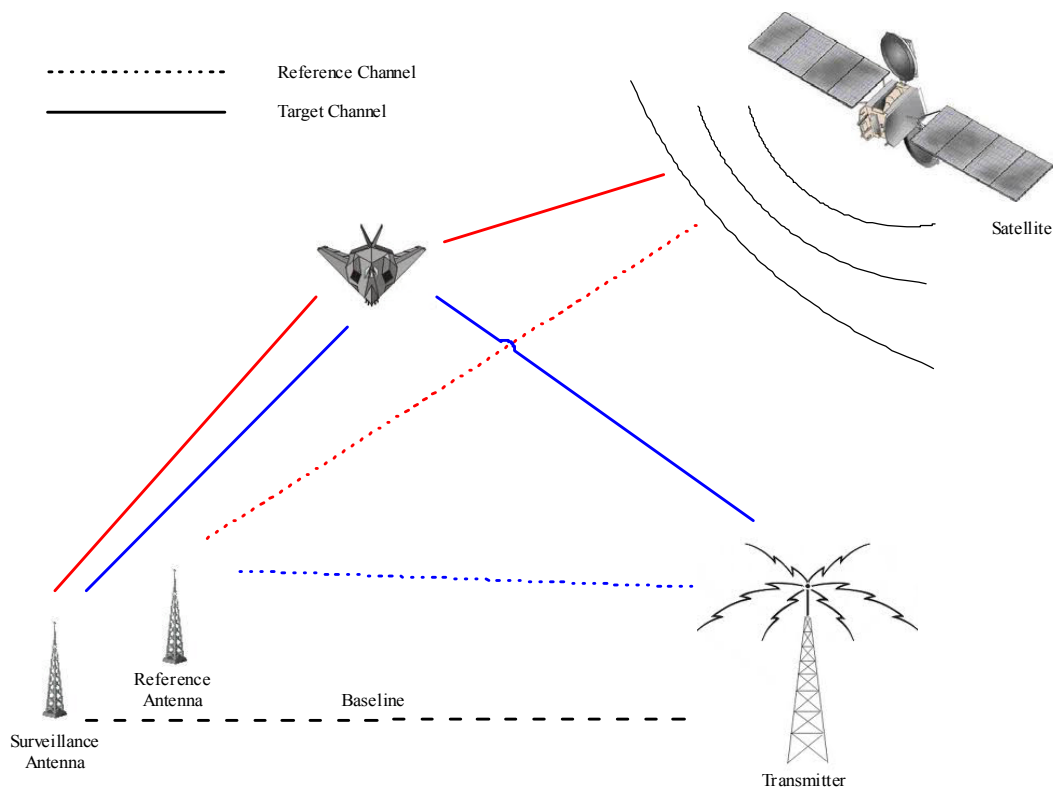 Reference Channel
Target Channel
Satellite
Reference
Antenna
Baseline
Surveillance
Antenna
Transmitter